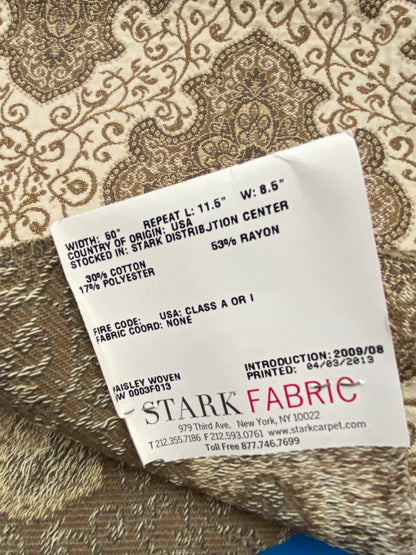 WIDTH: 50" REPEAT L: 11.5" W: 8.5"
COUNTRY OF ORIGIN: USA
STOCKED IN: STARK DISTRIBUTION CENTER
30% COTTON 53% RAYON
17% POLYESTER
FIRE CODE: USA: CLASS A OR I
FABRIC COORD: NONE
INTRODUCTION: 2009/08
PRINTED: 04/03/2013
PAISLEY WOVEN
0003F013
STARK FABRIC
979 Third Ave, New York, NY 10022
T 212.355.7186 F 212.593.0761 www.starkcarpet.com
Toll Free 877.746.7699